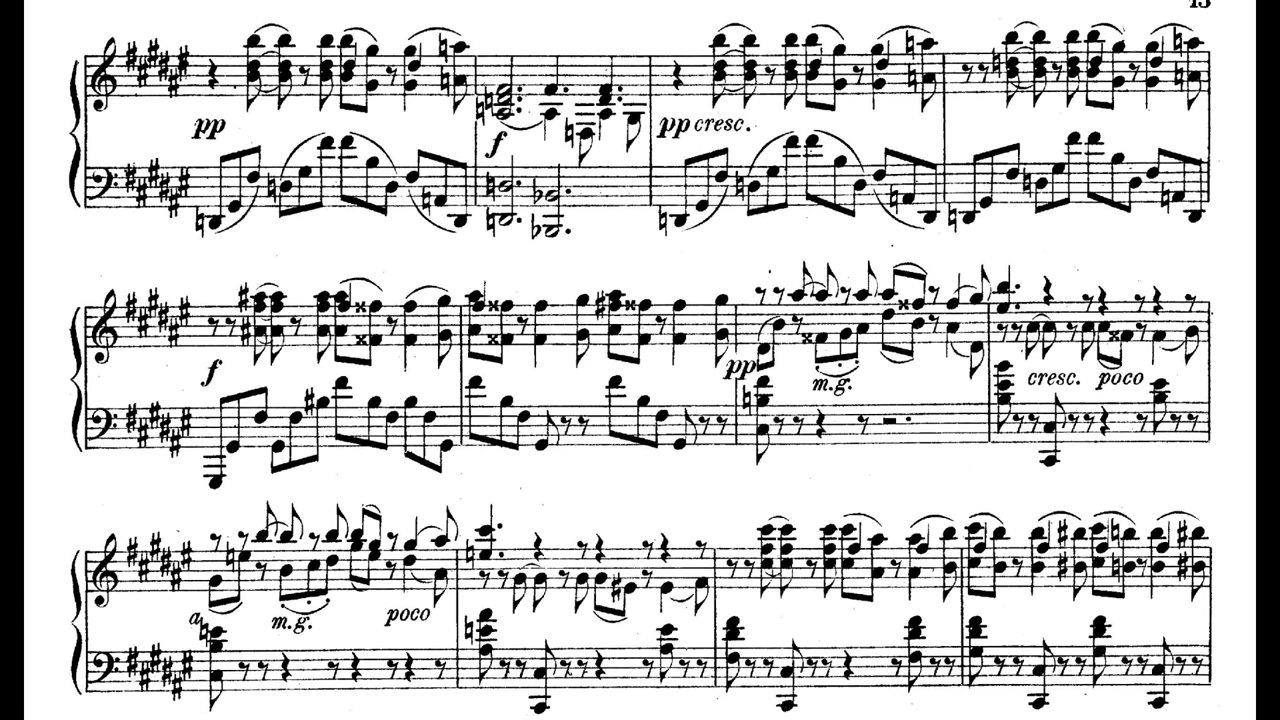 13
pp f pp cresc.
f pp m.g. cresc. poco
a m.g. poco